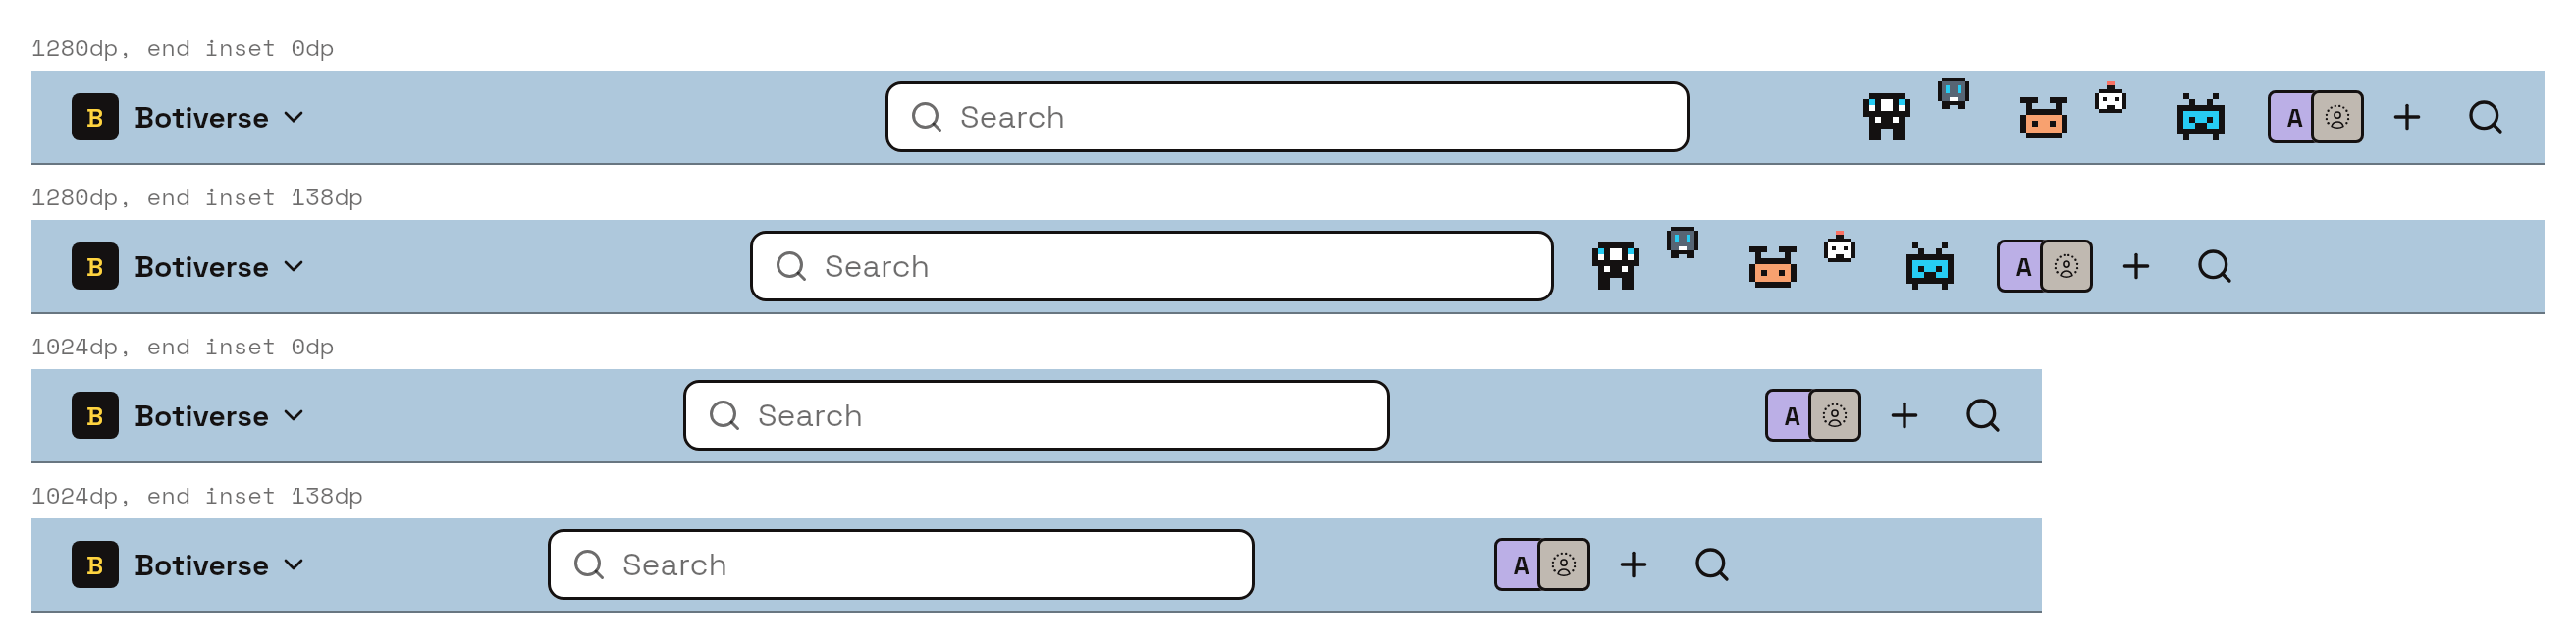 1280dp, end inset 0dp
B Botiverse Search A
1280dp, end inset 138dp
B Botiverse Search A
1024dp, end inset 0dp
B Botiverse Search A
1024dp, end inset 138dp
B Botiverse Search A